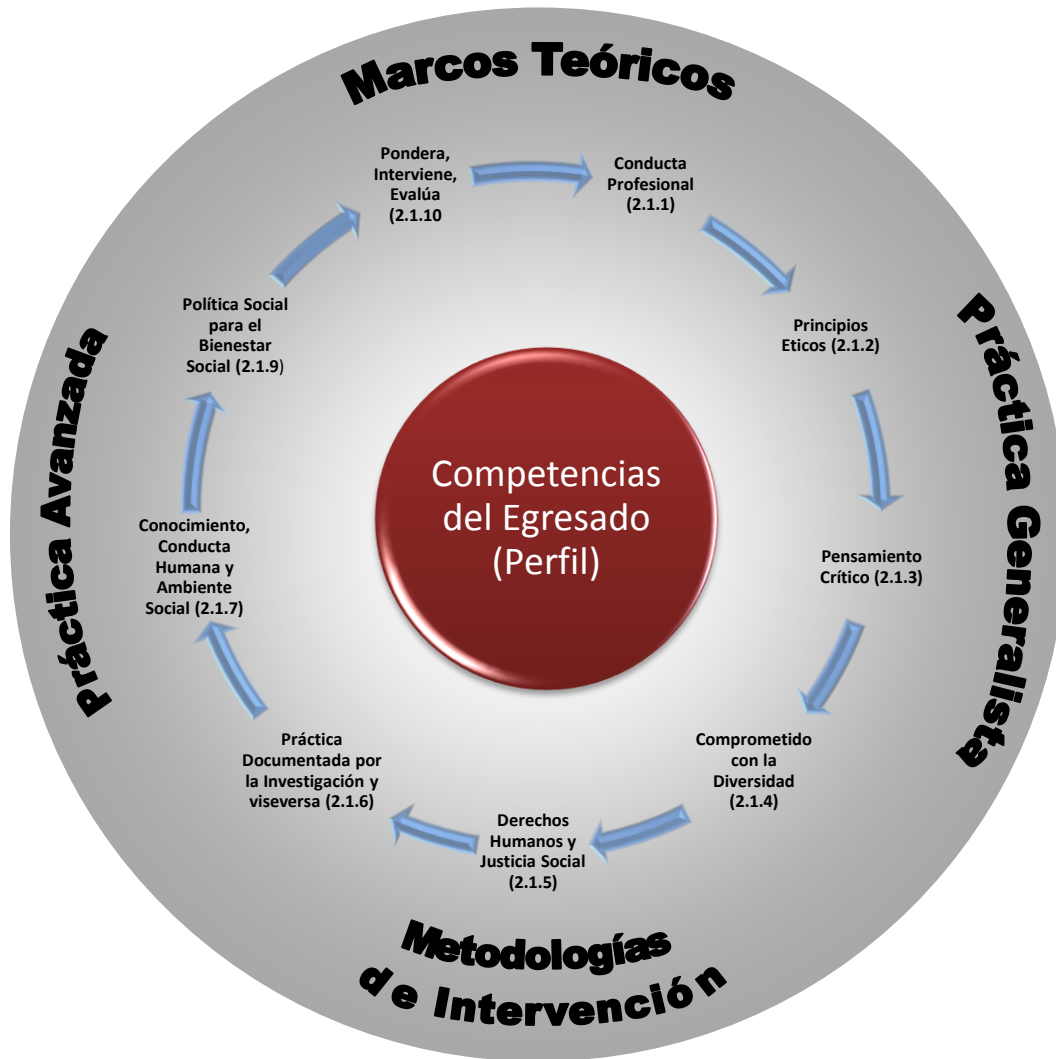 Marcos Teóricos
Pondera,
Interviene,
Evalúa
(2.1.10
Conducta
Profesional
(2.1.1)
Principios
Eticos (2.1.2)
Pensamiento
Crítico (2.1.3)
Comprometido
con la
Diversidad
(2.1.4)
Derechos
Humanos y
Justicia Social
(2.1.5)
Práctica
Documentada por
la Investigación y
viseversa (2.1.6)
Conocimiento,
Conducta
Humana y
Ambiente
Social (2.1.7)
Política Social
para el
Bienestar
Social (2.1.9)
Competencias
del Egresado
(Perfil)
Práctica Generalista
Metodologías
de Intervención
Práctica Avanzada